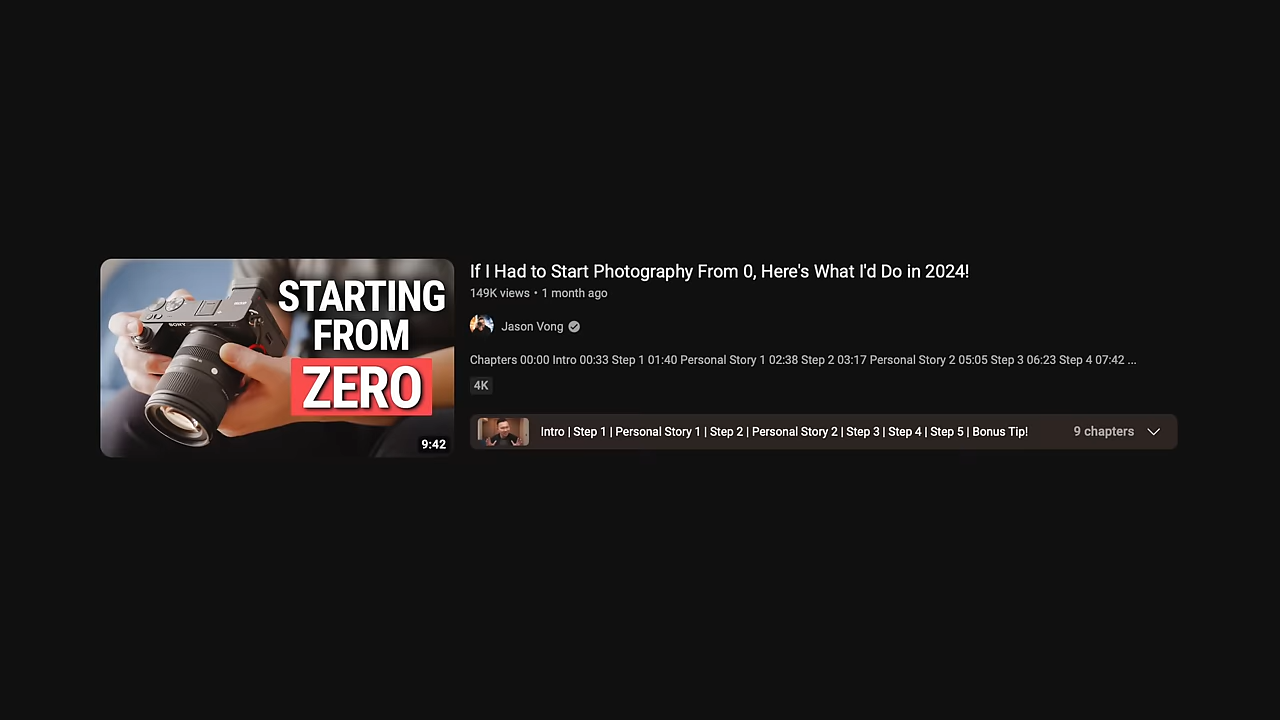 STARTING
FROM
ZERO
SONY
9:42
If I Had to Start Photography From 0, Here's What I'd Do in 2024!
149K views • 1 month ago
Jason Vong
Chapters 00:00 Intro 00:33 Step 1 01:40 Personal Story 1 02:38 Step 2 03:17 Personal Story 2 05:05 Step 3 06:23 Step 4 07:42 ...
4K
Intro | Step 1 | Personal Story 1 | Step 2 | Personal Story 2 | Step 3 | Step 4 | Step 5 | Bonus Tip!
9 chapters